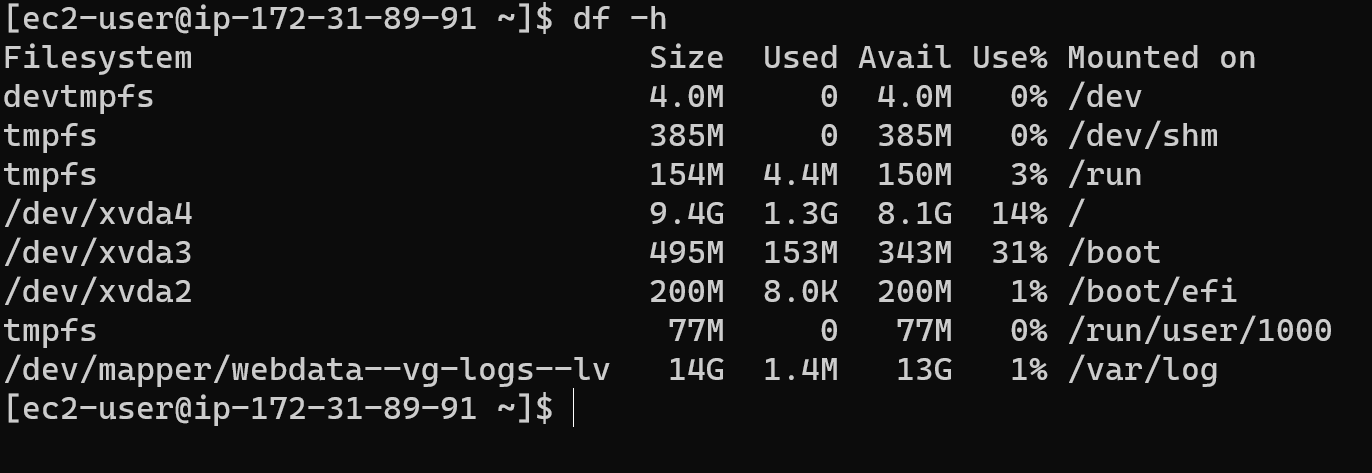 [ec2-user@ip-172-31-89-91 ~]$ df -h
Filesystem                        Size  Used Avail Use% Mounted on
devtmpfs                          4.0M     0  4.0M   0% /dev
tmpfs                             385M     0  385M   0% /dev/shm
tmpfs                             154M  4.4M  150M   3% /run
/dev/xvda4                        9.4G  1.3G  8.1G  14% /
/dev/xvda3                        495M  153M  343M  31% /boot
/dev/xvda2                        200M  8.0K  200M   1% /boot/efi
tmpfs                              77M     0   77M   0% /run/user/1000
/dev/mapper/webdata--vg-logs--lv   14G  1.4M   13G   1% /var/log
[ec2-user@ip-172-31-89-91 ~]$